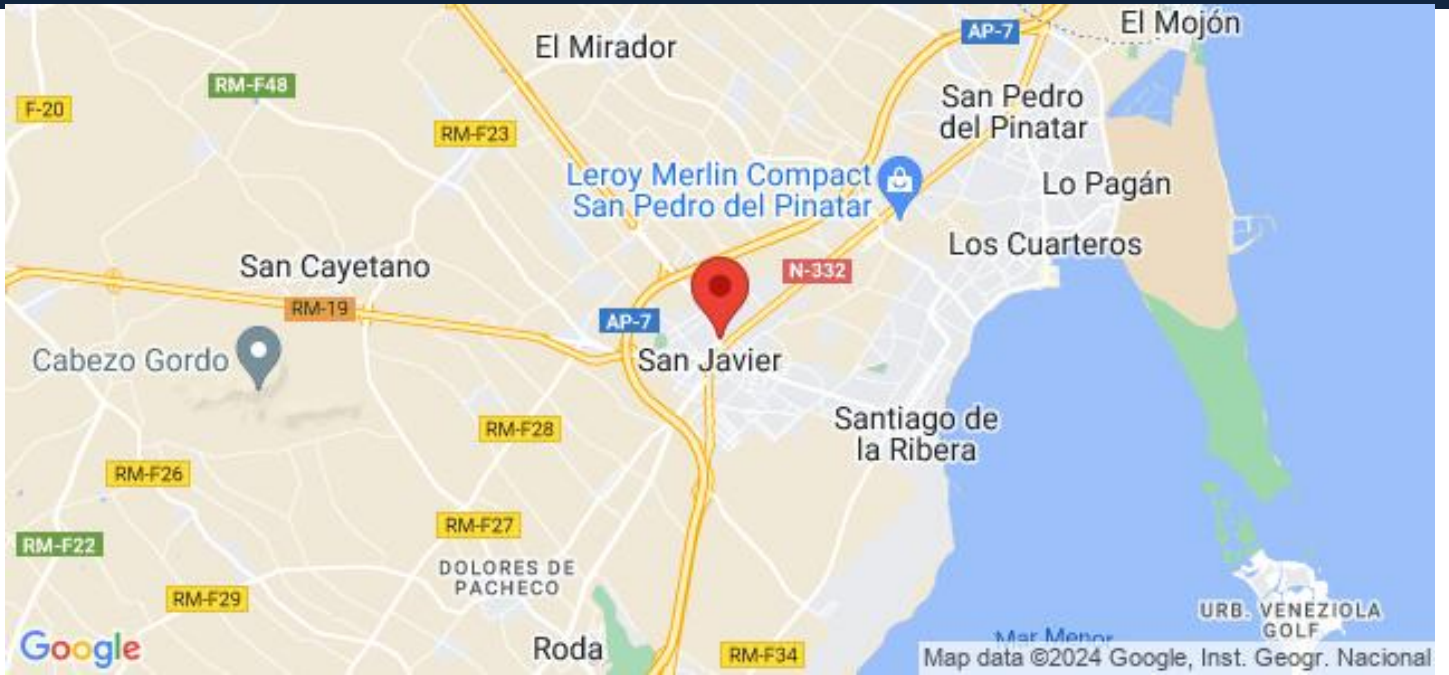 El Mojón
AP-7
El Mirador
RM-F48
F-20
San Pedro
del Pinatar
RM-F23
Leroy Merlin Compact
San Pedro del Pinatar
Lo Pagán
Los Cuarteros
San Cayetano
N-332
RM-19
AP-7
Cabezo Gordo
San Javier
Santiago de
la Ribera
RM-F28
RM-F26
RM-F27
RM-F22
DOLORES DE
PACHECO
RM-F29
URB. VENEZIOLA
GOLF
Google
Roda
RM-F34
Mar Menor
Map data ©2024 Google, Inst. Geogr. Nacional